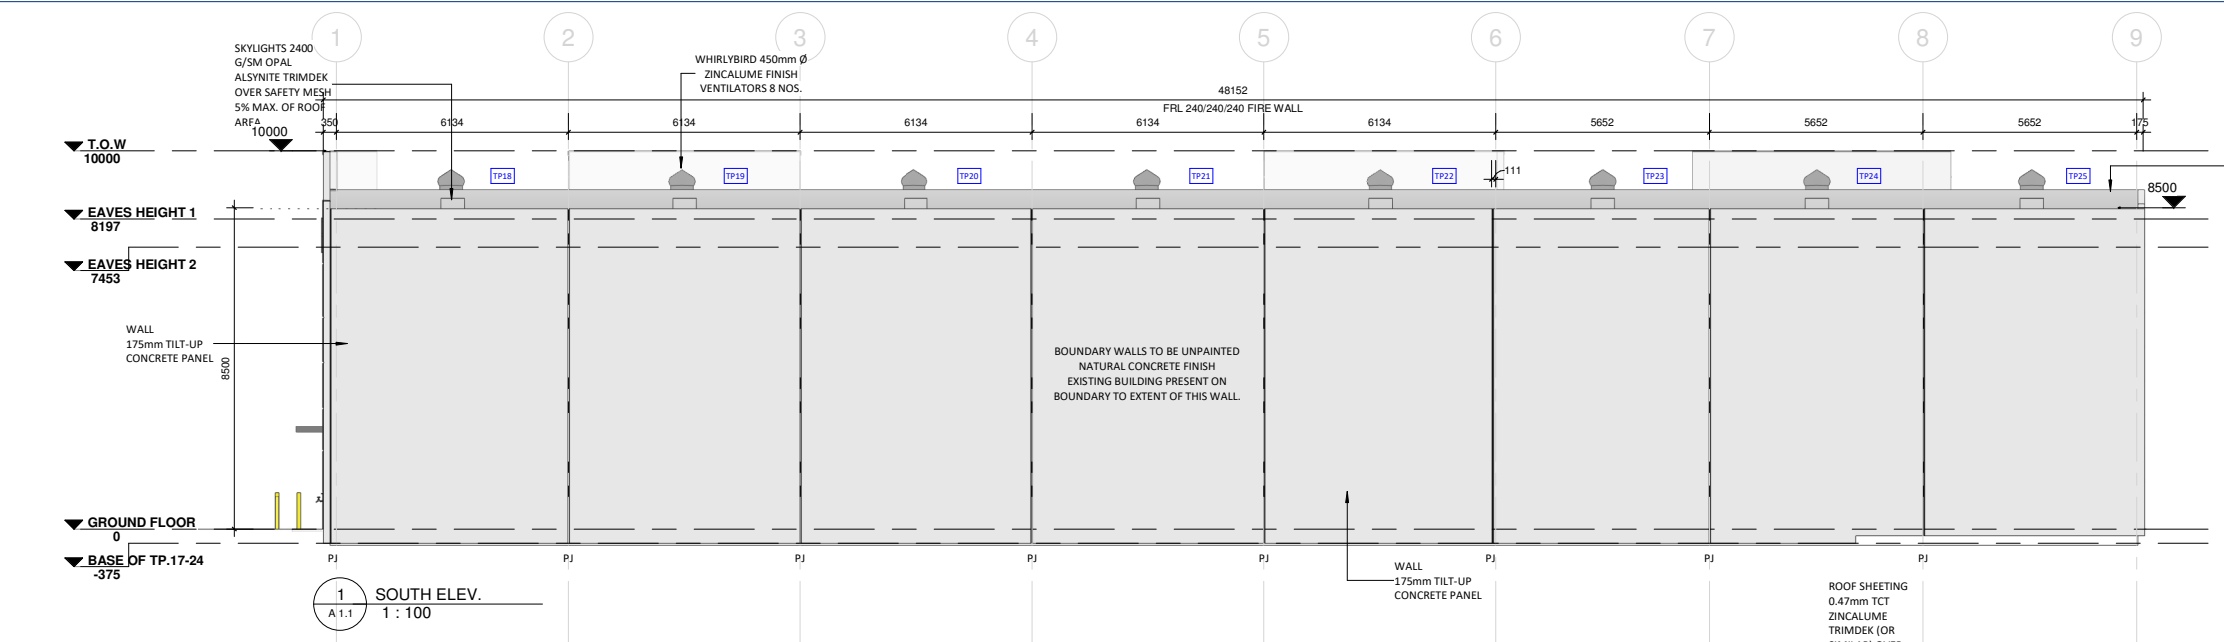 1 2 3 4 5 6 7 8 9
SKYLIGHTS 2400
G/SM OPAL
ALSYNITE TRIMDEK
OVER SAFETY MESH
5% MAX. OF ROOF
AREA
WHIRLYBIRD 450mm Ø
ZINCALUME FINISH
VENTILATORS 8 NOS.
48152
FRL 240/240/240 FIRE WALL
350 6134 6134 6134 6134 6134 5652 5652 5652 175
10000
T.O.W
10000
TP18 TP19 TP20 TP21 TP22 TP23 TP24 TP25
111
8500
EAVES HEIGHT 1
8197
EAVES HEIGHT 2
7453
WALL
175mm TILT-UP
CONCRETE PANEL
8500
BOUNDARY WALLS TO BE UNPAINTED
NATURAL CONCRETE FINISH
EXISTING BUILDING PRESENT ON
BOUNDARY TO EXTENT OF THIS WALL.
GROUND FLOOR
0
BASE OF TP.17-24
-375
PJ PJ PJ PJ PJ PJ PJ PJ
WALL
175mm TILT-UP
CONCRETE PANEL
1
A 1.1
SOUTH ELEV.
1 : 100
ROOF SHEETING
0.47mm TCT
ZINCALUME
TRIMDEK (OR